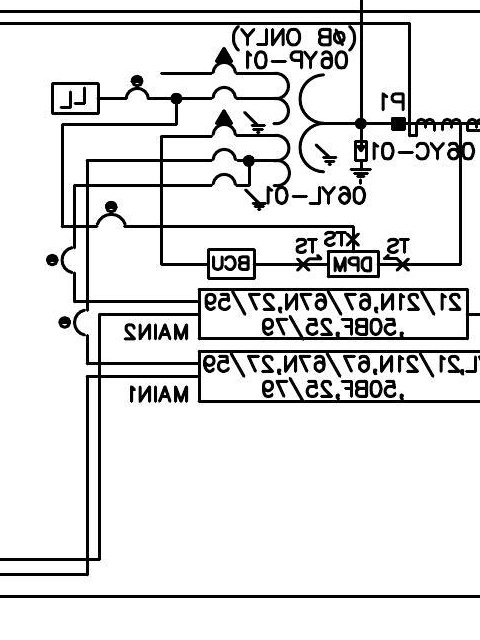 (ØB ONLY)
06YP-01
LL
P1
06YC-01
06YL-01
TS
TS
TS
BCU
DPM
21/21N,67/67N,27/59
,50BF,25/79
MAIN2
L,21/21N,67/67N,27/59
,50BF,25/79
MAIN1